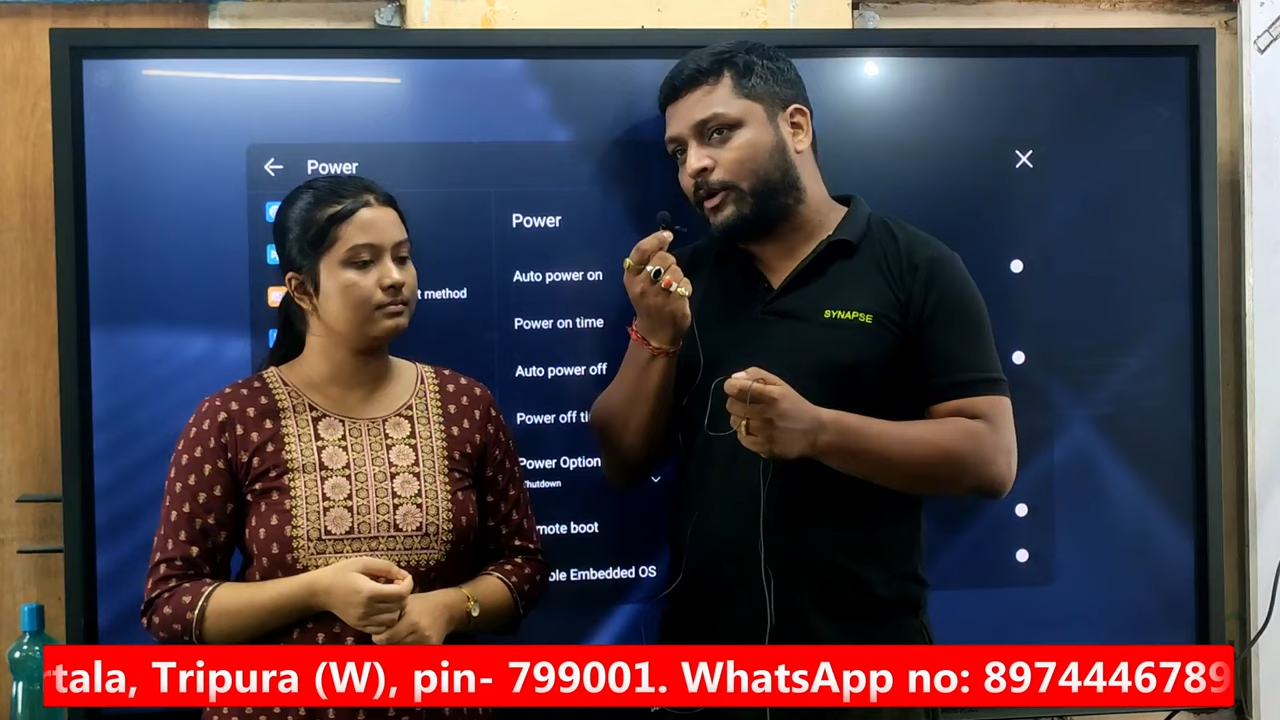 Power
Power
Auto power on
t method
Power on time
Auto power off
Power off ti
Power Option
Shutdown
mote boot
ble Embedded OS
SYNAPSE
tala, Tripura (W), pin- 799001. WhatsApp no: 8974446789